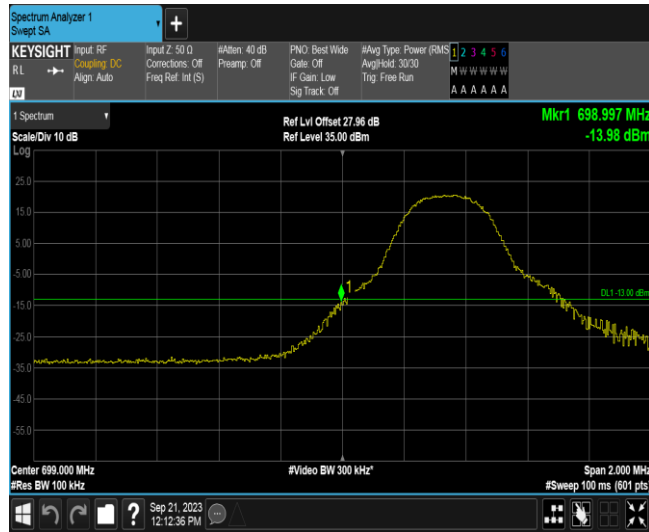 Spectrum Analyzer 1
Swept SA
+
KEYSIGHT
RL
LXI
Input: RF
Coupling: DC
Align: Auto
Input Z: 50 Ω
Corrections: Off
Freq Ref: Int (S)
#Atten: 40 dB
Preamp: Off
PNO: Best Wide
Gate: Off
IF Gain: Low
Sig Track: Off
#Avg Type: Power (RMS
Avg|Hold: 30/30
Trig: Free Run
1 2 3 4 5 6
M W W W W W
A A A A A A
1 Spectrum
Scale/Div 10 dB
Log
Ref Lvl Offset 27.96 dB
Ref Level 35.00 dBm
Mkr1 698.997 MHz
-13.98 dBm
25.0
15.0
5.00
-5.00
1
DL1 -13.00 dBm
-15.0
-25.0
-35.0
-45.0
-55.0
Center 699.000 MHz
#Video BW 300 kHz*
Span 2.000 MHz
#Res BW 100 kHz
#Sweep 100 ms (601 pts)
?
Sep 21, 2023
12:12:36 PM